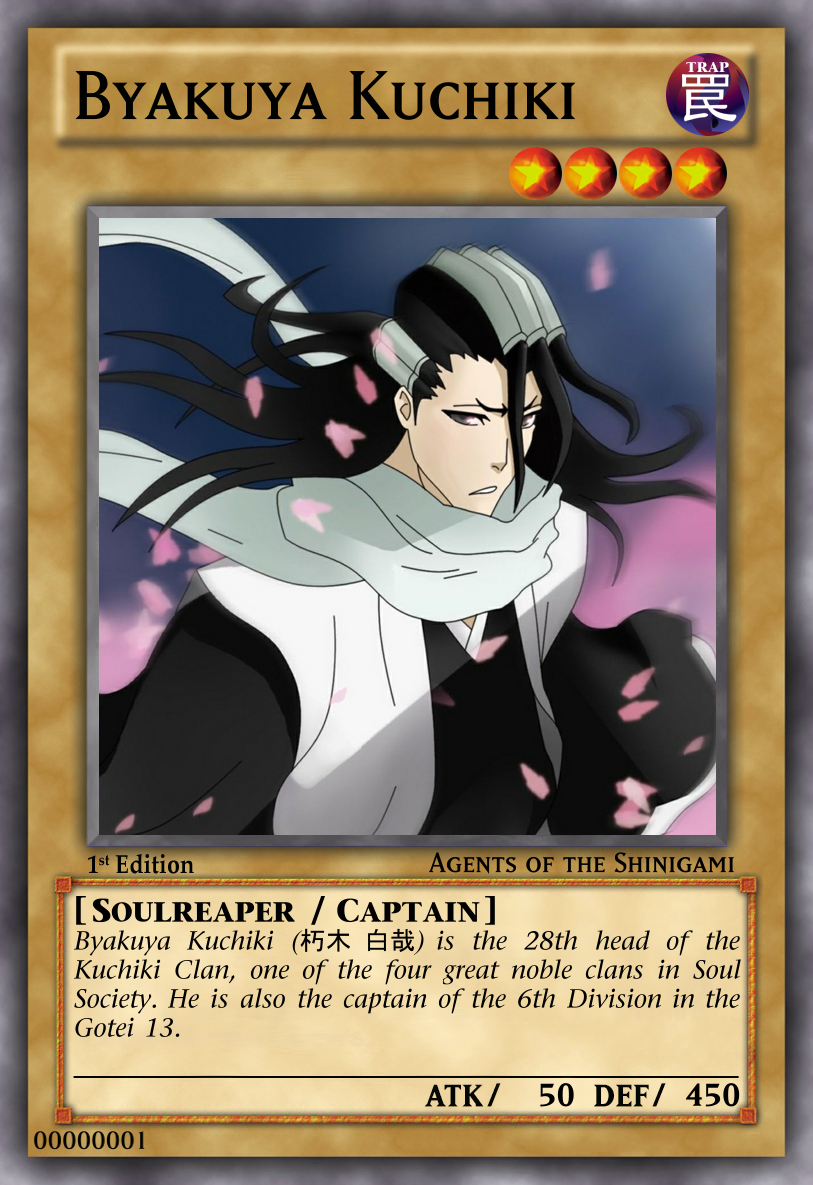 Byakuya Kuchiki
TRAP
罠
1st Edition
Agents of the Shinigami
[ Soulreaper / Captain ]
Byakuya Kuchiki (朽木 白哉) is the 28th head of the
Kuchiki Clan, one of the four great noble clans in Soul
Society. He is also the captain of the 6th Division in the
Gotei 13.
ATK/ 50 DEF/ 450
00000001